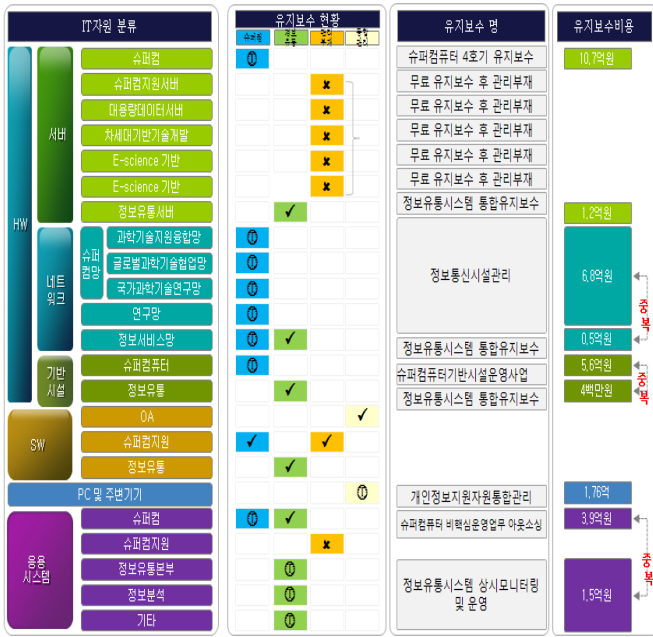 IT자원 분류
유지보수 현황
유지보수 명
유지보수비용
슈퍼컴
정보
유통
HW
서버
슈퍼컴
슈퍼컴퓨터 4호기 유지보수
10,7억원
슈퍼컴지원서버
무료 유지보수 후 관리부재
대용량데이터서버
무료 유지보수 후 관리부재
차세대기반기술개발
무료 유지보수 후 관리부재
E-science 기반
무료 유지보수 후 관리부재
E-science 기반
무료 유지보수 후 관리부재
정보유통서버
정보유통시스템 통합유지보수
1,2억원
네트
워크
슈퍼
컴망
과학기술지원융합망
글로벌과학기술협업망
국가과학기술연구망
연구망
정보통신시설관리
6,8억원
중복
정보서비스망
정보유통시스템 통합유지보수
0,5억원
기반
시설
슈퍼컴퓨터
슈퍼컴퓨터기반시설운영사업
5,6억원
중복
정보유통
정보유통시스템 통합유지보수
4백만원
SW
OA
슈퍼컴지원
정보유통
PC 및 주변기기
개인정보지원자원통합관리
1,76억
응용
시스템
슈퍼컴
슈퍼컴퓨터 비핵심운영업무 아웃소싱
3,9억원
중복
슈퍼컴지원
정보유통본부
정보분석
기타
정보유통시스템 상시모니터링
및 운영
1,5억원